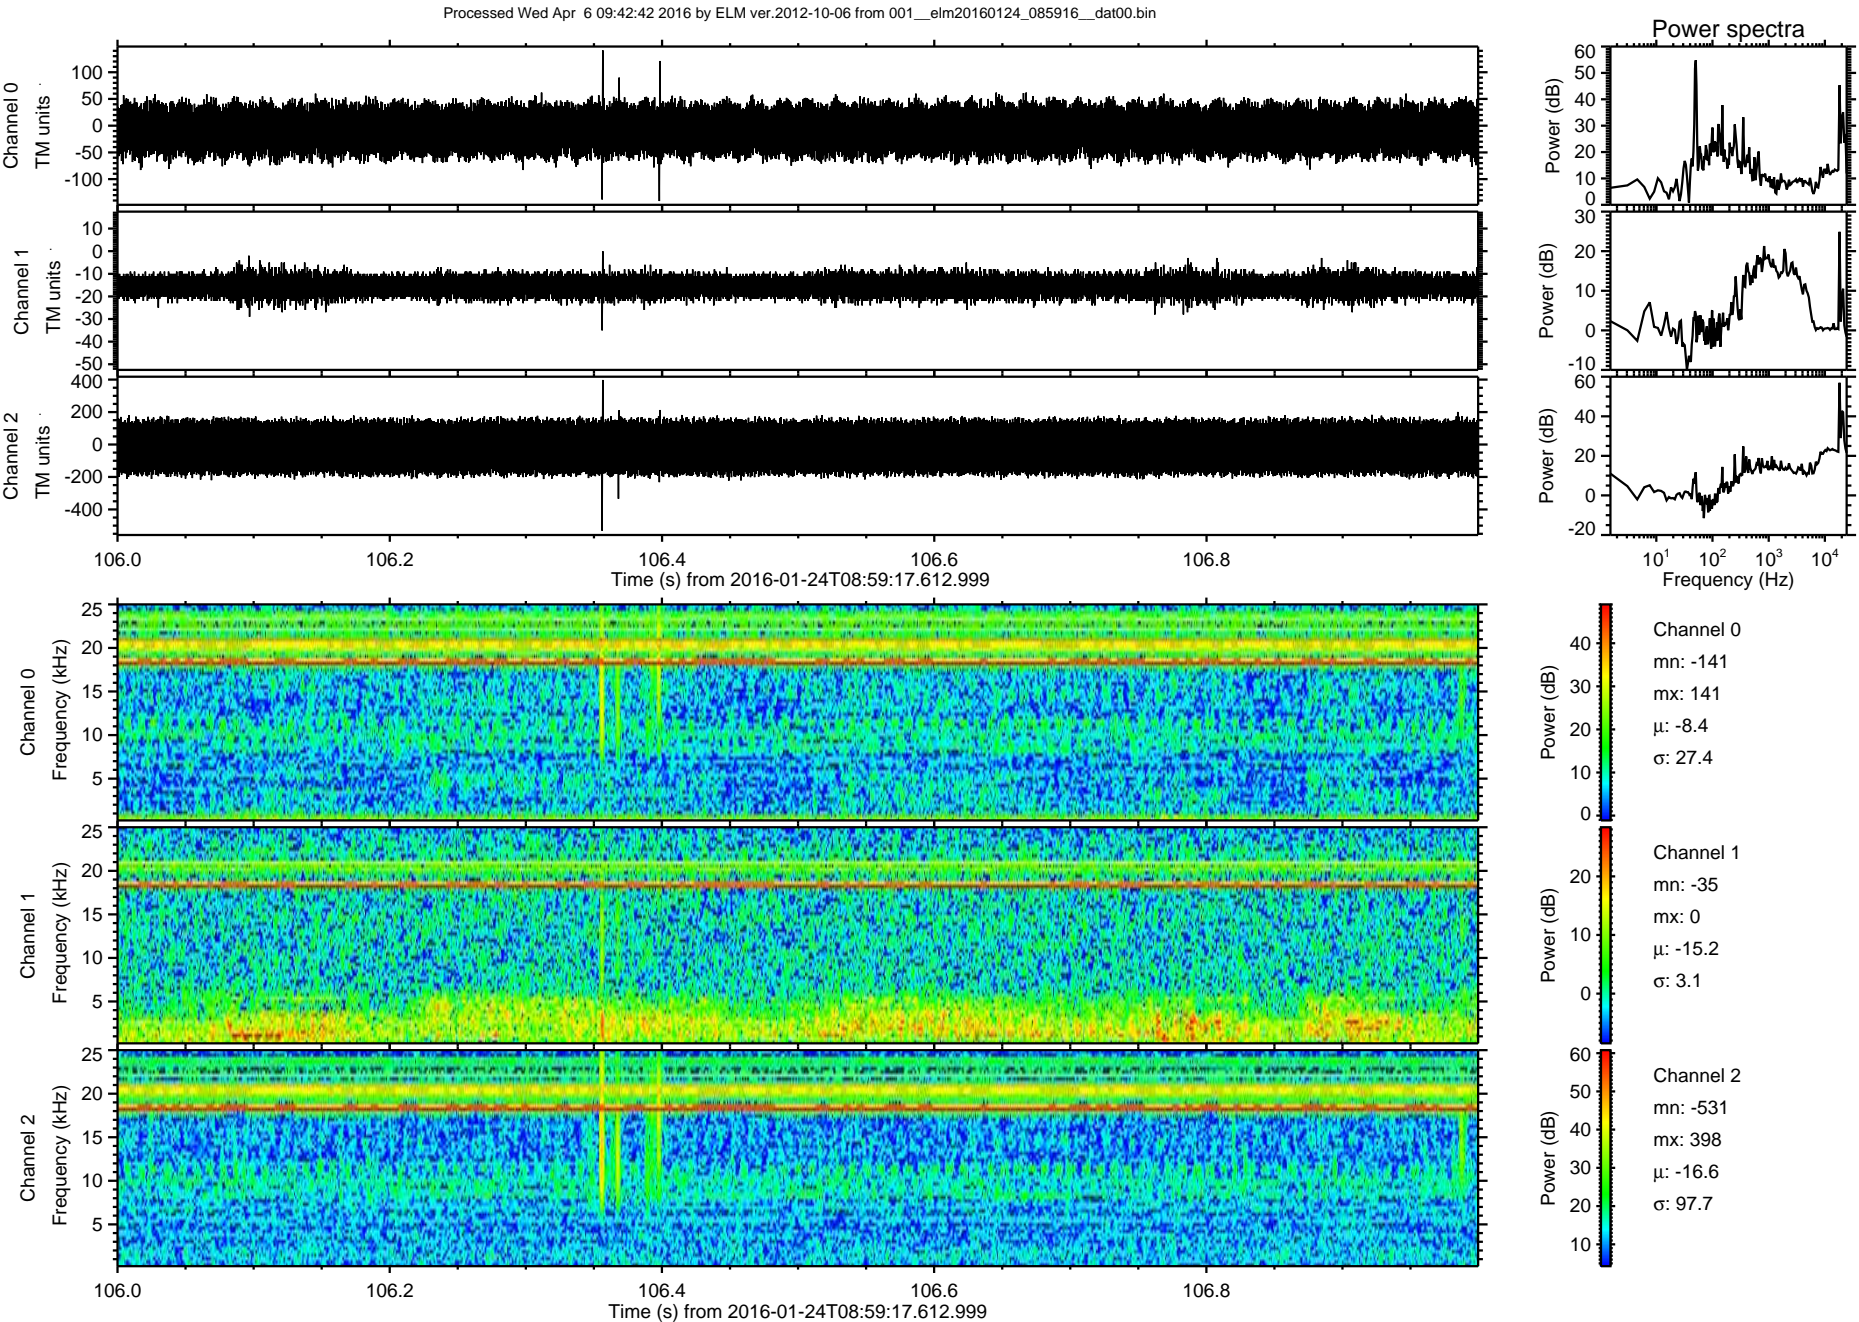 Processed Wed Apr 6 09:42:42 2016 by ELM ver.2012-10-06 from 001__elm20160124_085916__dat00.bin
Power spectra
Channel 0
TM units
100
50
0
-50
-100
Power (dB)
60
50
40
30
20
10
0
Channel 1
TM units
10
0
-10
-20
-30
-40
-50
Power (dB)
30
20
10
0
-10
Channel 2
TM units
400
200
0
-200
-400
Power (dB)
60
40
20
0
-20
106.0 106.2 106.4 106.6 106.8
Time (s) from 2016-01-24T08:59:17.612.999
10¹ 10² 10³ 10⁴
Frequency (Hz)
Channel 0
Frequency (kHz)
25
20
15
10
5
Power (dB)
40
30
20
10
0
Channel 0
mn: -141
mx: 141
µ: -8.4
σ: 27.4
Channel 1
Frequency (kHz)
25
20
15
10
5
Power (dB)
20
10
0
Channel 1
mn: -35
mx: 0
µ: -15.2
σ: 3.1
Channel 2
Frequency (kHz)
25
20
15
10
5
Power (dB)
60
50
40
30
20
10
Channel 2
mn: -531
mx: 398
µ: -16.6
σ: 97.7
106.0 106.2 106.4 106.6 106.8
Time (s) from 2016-01-24T08:59:17.612.999